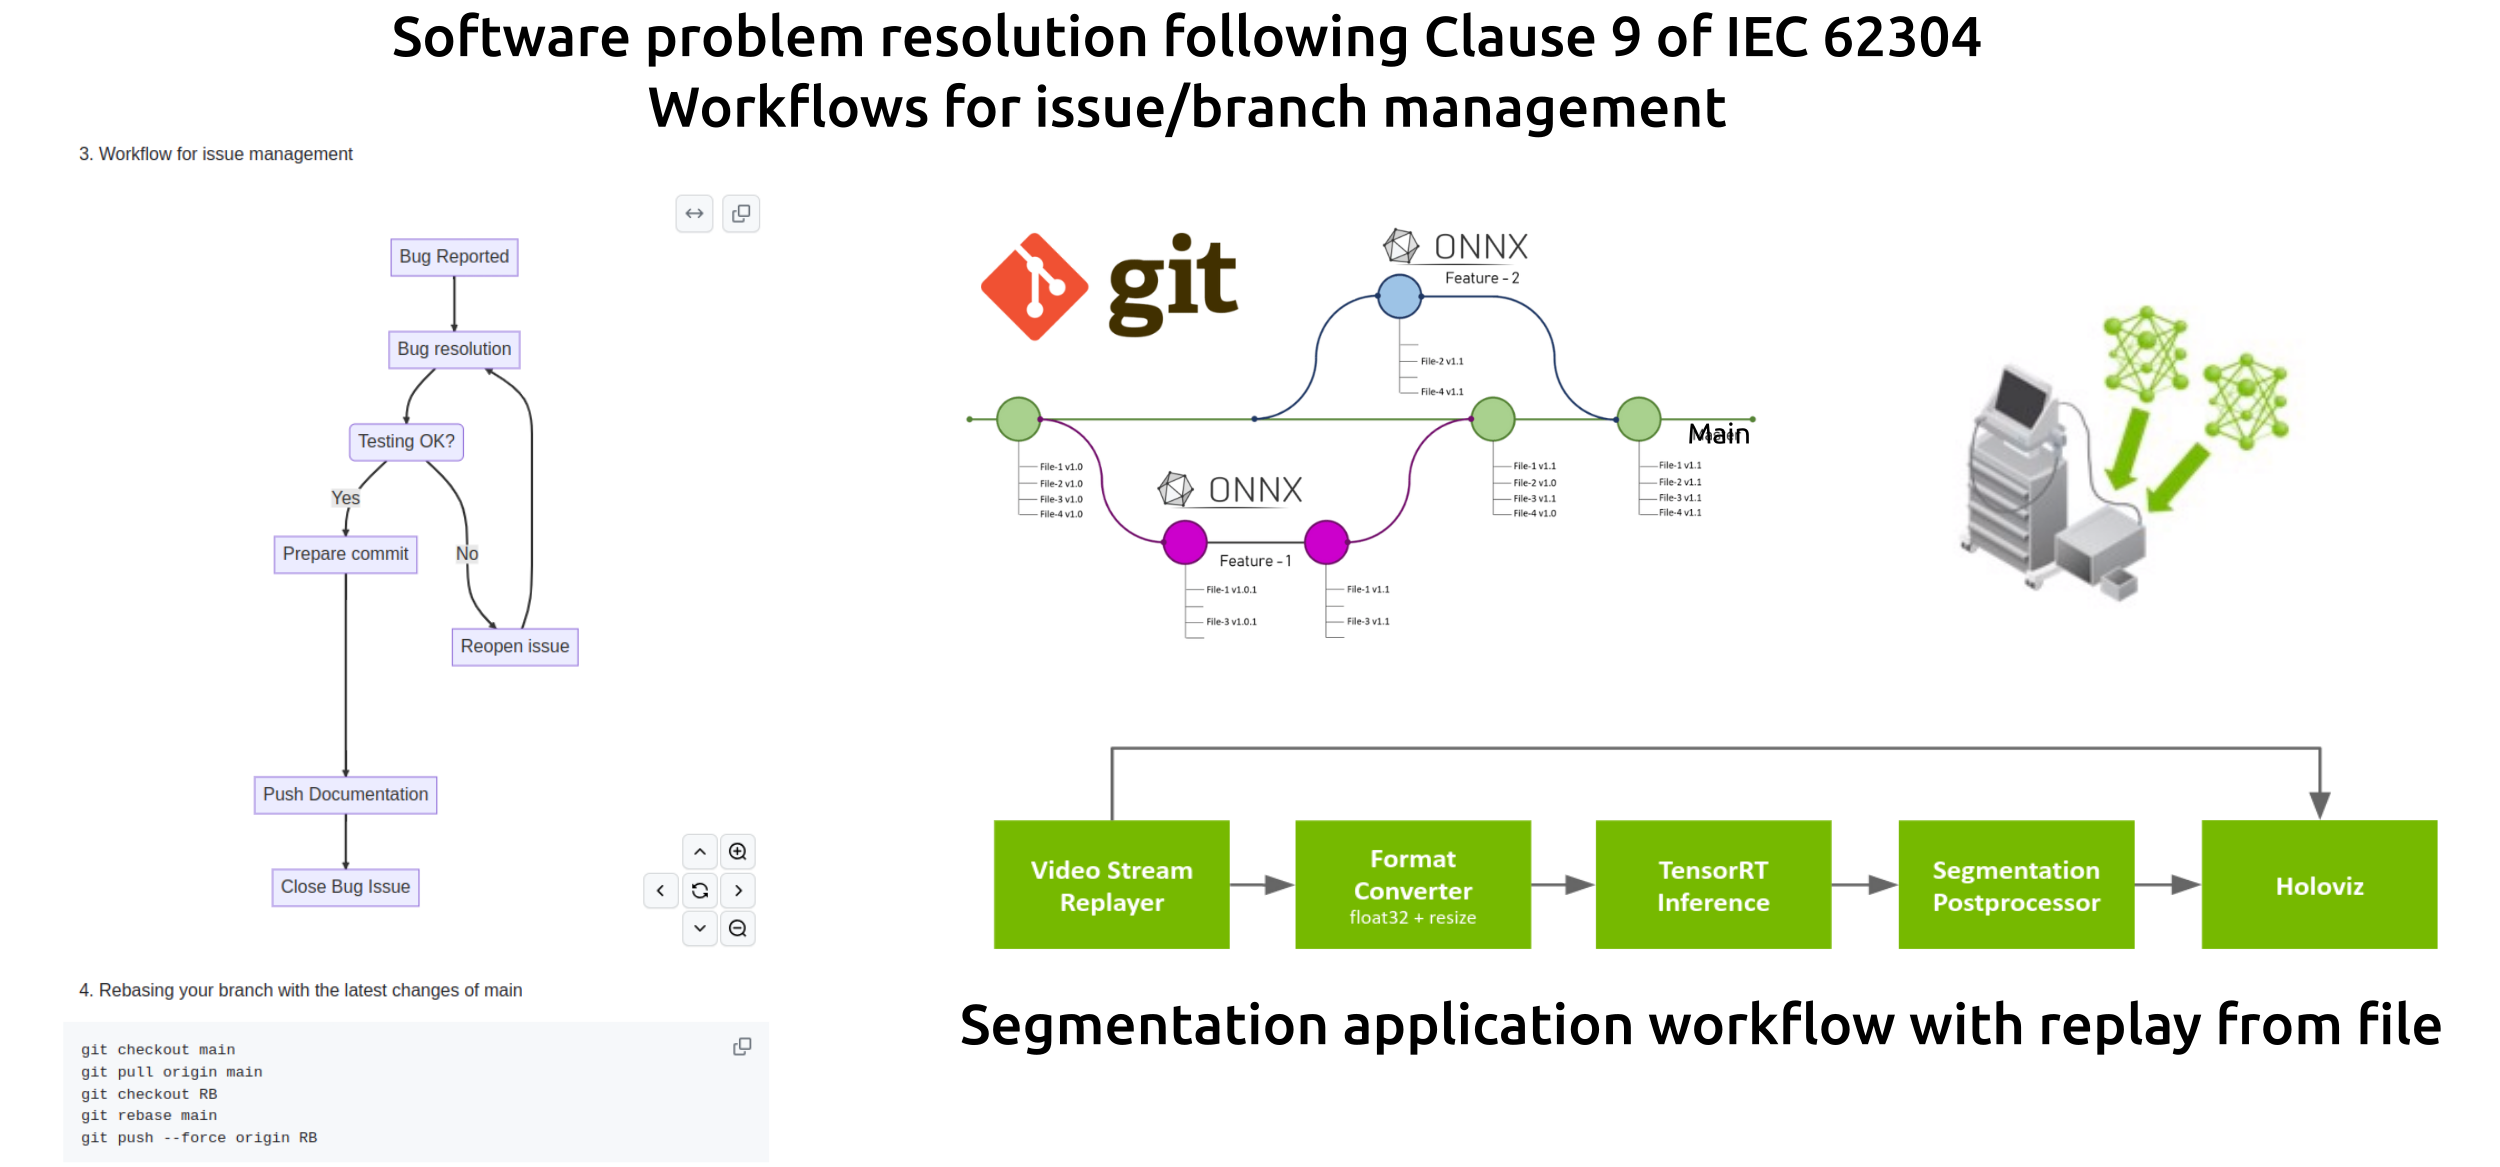 Software problem resolution following Clause 9 of IEC 62304
Workflows for issue/branch management
3. Workflow for issue management
Bug Reported
Bug resolution
Testing OK?
Yes
No
Prepare commit
Reopen issue
Push Documentation
Close Bug Issue
4. Rebasing your branch with the latest changes of main
git checkout main
git pull origin main
git checkout RB
git rebase main
git push --force origin RB
git
ONNX
Feature - 2
File-2 v1.1
File-4 v1.1
Main
File-1 v1.0
File-2 v1.0
File-3 v1.0
File-4 v1.0
ONNX
Feature - 1
File-1 v1.0.1
File-3 v1.0.1
File-1 v1.1
File-3 v1.1
File-1 v1.1
File-2 v1.0
File-3 v1.1
File-4 v1.0
File-1 v1.1
File-2 v1.1
File-3 v1.1
File-4 v1.1
Video Stream
Replayer
Format
Converter
float32 + resize
TensorRT
Inference
Segmentation
Postprocessor
Holoviz
Segmentation application workflow with replay from file